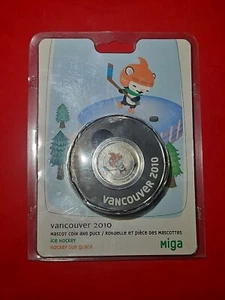 VANCOUVER 2010
vancouver 2010
MASCOT COIN AND PUCK / RONDELLE ET PIÈCE DES MASCOTTES
ICE HOCKEY
HOCKEY SUR GLACE
Miga